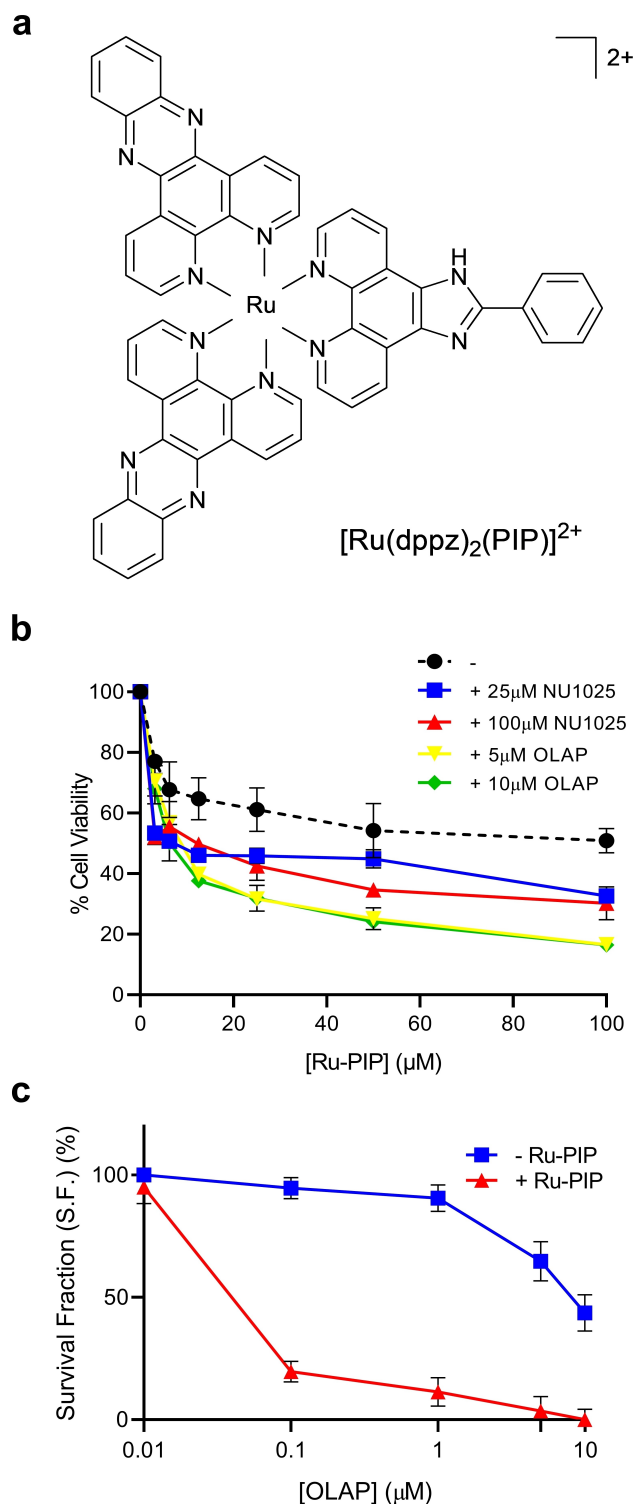 a
2+
N
N
N
N
N
H
N
Ru
N
N
N
N
N
N
[Ru(dppz)₂(PIP)]²⁺
b
-
+ 25μM NU1025
+ 100μM NU1025
+ 5μM OLAP
+ 10μM OLAP
100
80
60
40
20
0
% Cell Viability
0 20 40 60 80 100
[Ru-PIP] (μM)
c
- Ru-PIP
+ Ru-PIP
100
50
0
Survival Fraction (S.F.) (%)
0.01 0.1 1 10
[OLAP] (μM)